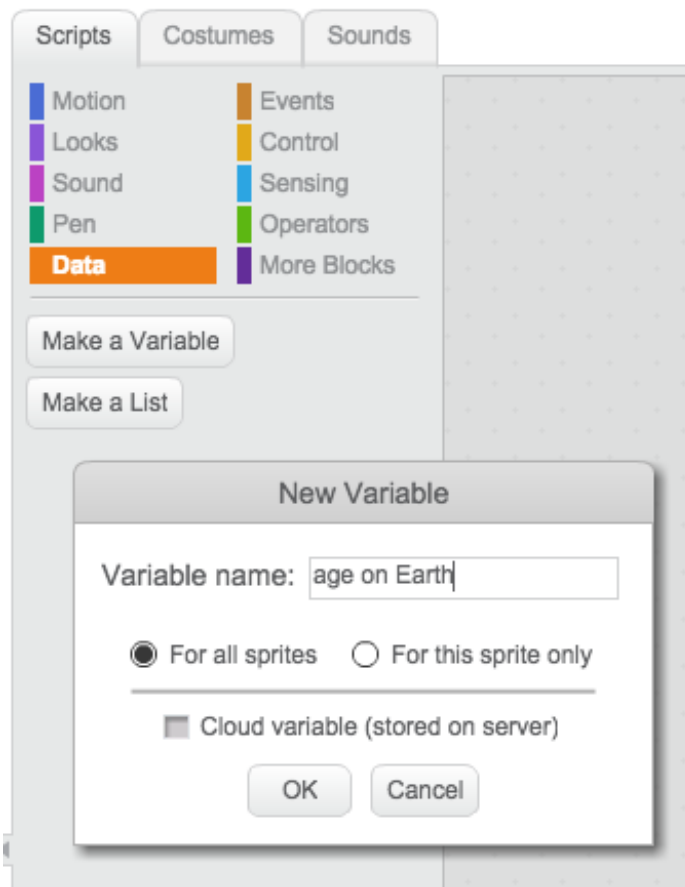 Scripts Costumes Sounds
Motion Events
Looks Control
Sound Sensing
Pen Operators
Data More Blocks
Make a Variable
Make a List
New Variable
Variable name: age on Earth
For all sprites For this sprite only
Cloud variable (stored on server)
OK Cancel